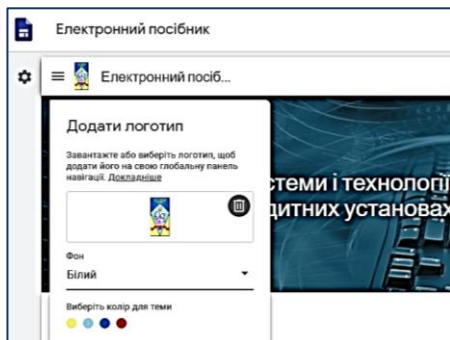 Електронний посібник
Електронний посіб...
Додати логотип
Завантажте або виберіть логотип, щоб
додати його на свою глобальну панель
навігації. Докладніше
стеми і технології
дитних установах
Фон
Білий
Виберіть колір для теми